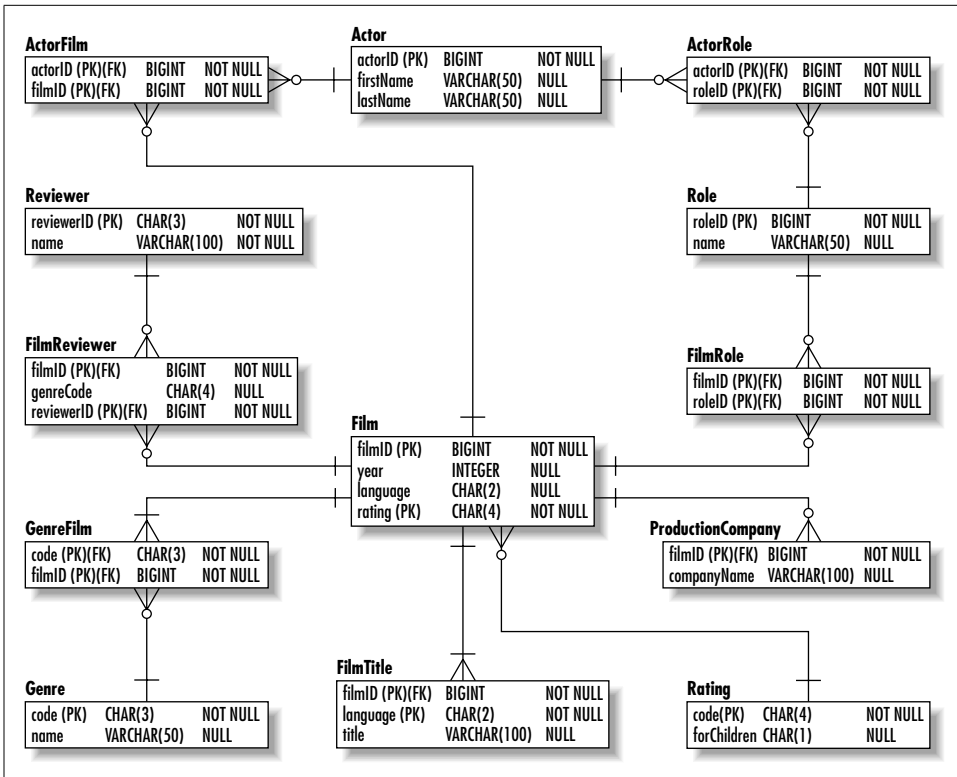 ActorFilm
actorID (PK)(FK) BIGINT NOT NULL
filmID (PK)(FK) BIGINT NOT NULL
Actor
actorID (PK) BIGINT NOT NULL
firstName VARCHAR(50) NULL
lastName VARCHAR(50) NULL
ActorRole
actorID (PK)(FK) BIGINT NOT NULL
roleID (PK)(FK) BIGINT NOT NULL
Reviewer
reviewerID (PK) CHAR(3) NOT NULL
name VARCHAR(100) NOT NULL
Role
roleID (PK) BIGINT NOT NULL
name VARCHAR(50) NULL
FilmReviewer
filmID (PK)(FK) BIGINT NOT NULL
genreCode CHAR(4) NULL
reviewerID (PK)(FK) BIGINT NOT NULL
FilmRole
filmID (PK)(FK) BIGINT NOT NULL
roleID (PK)(FK) BIGINT NOT NULL
Film
filmID (PK) BIGINT NOT NULL
year INTEGER NULL
language CHAR(2) NULL
rating (PK) CHAR(4) NOT NULL
GenreFilm
code (PK)(FK) CHAR(3) NOT NULL
filmID (PK)(FK) BIGINT NOT NULL
ProductionCompany
filmID (PK)(FK) BIGINT NOT NULL
companyName VARCHAR(100) NULL
Genre
code (PK) CHAR(3) NOT NULL
name VARCHAR(50) NULL
FilmTitle
filmID (PK)(FK) BIGINT NOT NULL
language (PK) CHAR(2) NOT NULL
title VARCHAR(100) NULL
Rating
code(PK) CHAR(4) NOT NULL
forChildren CHAR(1) NULL